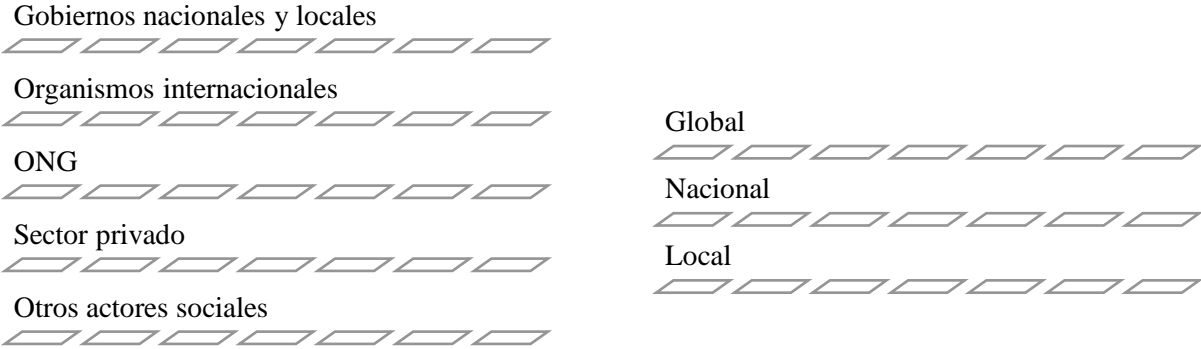 Gobiernos nacionales y locales
Organismos internacionales
ONG
Sector privado
Otros actores sociales
Global
Nacional
Local